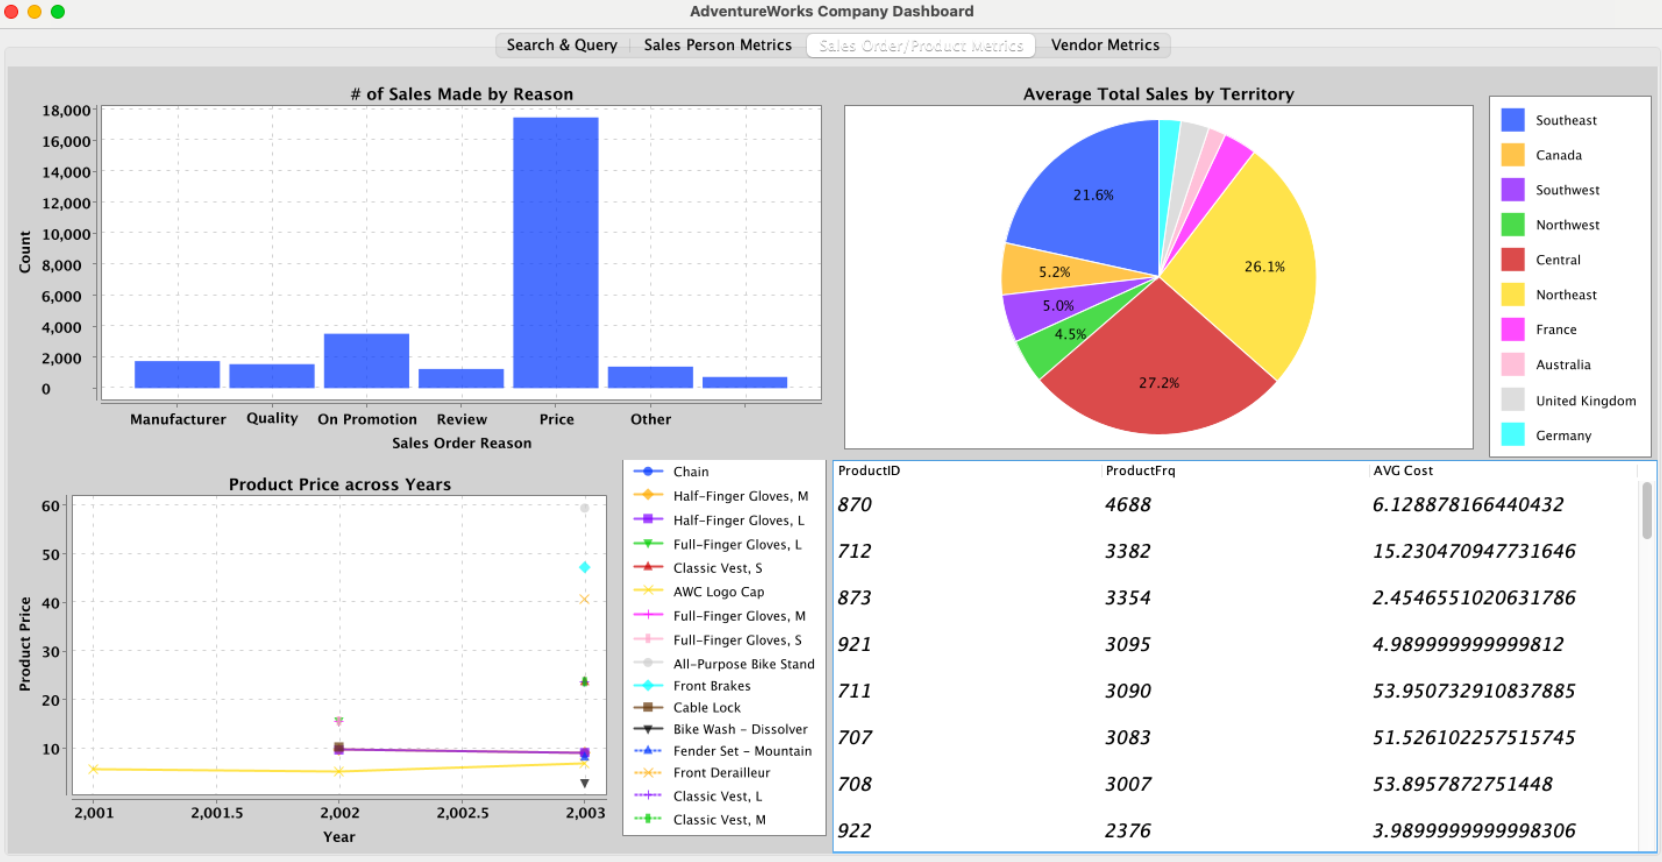 AdventureWorks Company Dashboard
Search & Query
Sales Person Metrics
Sales Order/Product Metrics
Vendor Metrics
# of Sales Made by Reason
18,000
16,000
14,000
12,000
10,000
8,000
6,000
4,000
2,000
0
Count
Manufacturer
Quality
On Promotion
Review
Price
Other
Sales Order Reason
Average Total Sales by Territory
21.6%
5.2%
5.0%
4.5%
27.2%
26.1%
Southeast
Canada
Southwest
Northwest
Central
Northeast
France
Australia
United Kingdom
Germany
Product Price across Years
60
50
40
30
20
10
Product Price
2,001
2,001.5
2,002
2,002.5
2,003
Year
Chain
Half-Finger Gloves, M
Half-Finger Gloves, L
Full-Finger Gloves, L
Classic Vest, S
AWC Logo Cap
Full-Finger Gloves, M
Full-Finger Gloves, S
All-Purpose Bike Stand
Front Brakes
Cable Lock
Bike Wash - Dissolver
Fender Set - Mountain
Front Derailleur
Classic Vest, L
Classic Vest, M
ProductID ProductFrq AVG Cost
870 4688 6.128878166440432
712 3382 15.230470947731646
873 3354 2.4546551020631786
921 3095 4.989999999999812
711 3090 53.950732910837885
707 3083 51.526102257515745
708 3007 53.8957872751448
922 2376 3.9899999999998306